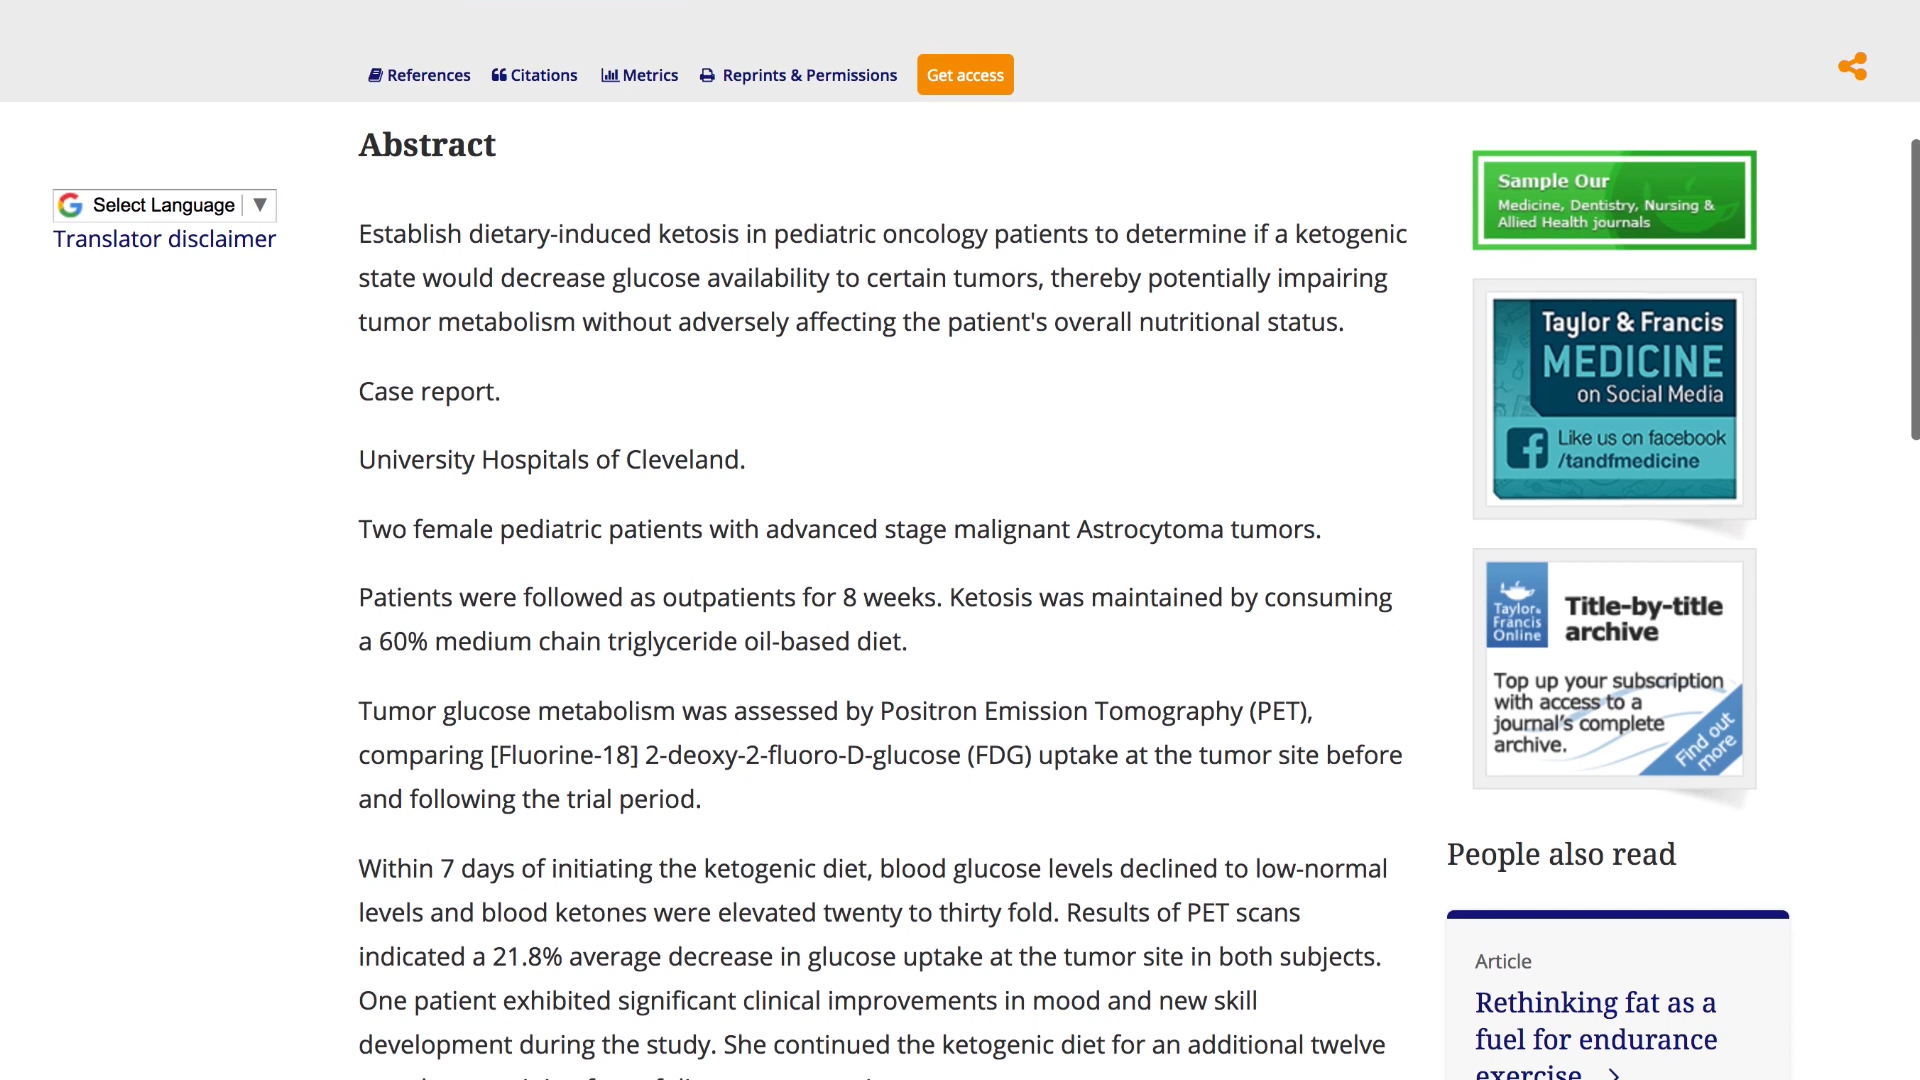 References Citations Metrics Reprints & Permissions Get access
Select Language ▼
Translator disclaimer
Abstract
Establish dietary-induced ketosis in pediatric oncology patients to determine if a ketogenic
state would decrease glucose availability to certain tumors, thereby potentially impairing
tumor metabolism without adversely affecting the patient's overall nutritional status.
Case report.
University Hospitals of Cleveland.
Two female pediatric patients with advanced stage malignant Astrocytoma tumors.
Patients were followed as outpatients for 8 weeks. Ketosis was maintained by consuming
a 60% medium chain triglyceride oil-based diet.
Tumor glucose metabolism was assessed by Positron Emission Tomography (PET),
comparing [Fluorine-18] 2-deoxy-2-fluoro-D-glucose (FDG) uptake at the tumor site before
and following the trial period.
Within 7 days of initiating the ketogenic diet, blood glucose levels declined to low-normal
levels and blood ketones were elevated twenty to thirty fold. Results of PET scans
indicated a 21.8% average decrease in glucose uptake at the tumor site in both subjects.
One patient exhibited significant clinical improvements in mood and new skill
development during the study. She continued the ketogenic diet for an additional twelve
Sample Our
Medicine, Dentistry, Nursing &
Allied Health journals
Taylor & Francis
MEDICINE
on Social Media
Like us on facebook
/tandfmedicine
Taylor &
Francis
Online
Title-by-title
archive
Top up your subscription
with access to a
journal's complete
archive.
Find out
more
People also read
Article
Rethinking fat as a
fuel for endurance
exercise